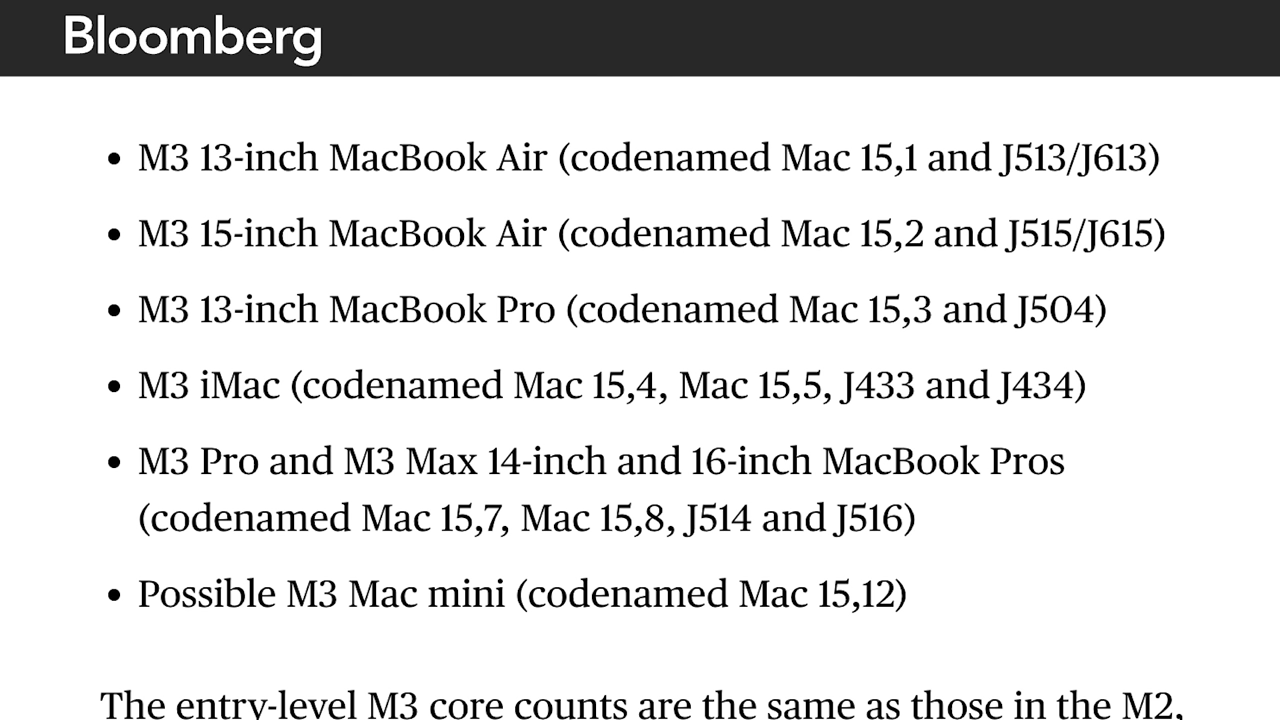 Bloomberg
• M3 13-inch MacBook Air (codenamed Mac 15,1 and J513/J613)
• M3 15-inch MacBook Air (codenamed Mac 15,2 and J515/J615)
• M3 13-inch MacBook Pro (codenamed Mac 15,3 and J504)
• M3 iMac (codenamed Mac 15,4, Mac 15,5, J433 and J434)
• M3 Pro and M3 Max 14-inch and 16-inch MacBook Pros
(codenamed Mac 15,7, Mac 15,8, J514 and J516)
• Possible M3 Mac mini (codenamed Mac 15,12)
The entry-level M3 core counts are the same as those in the M2,